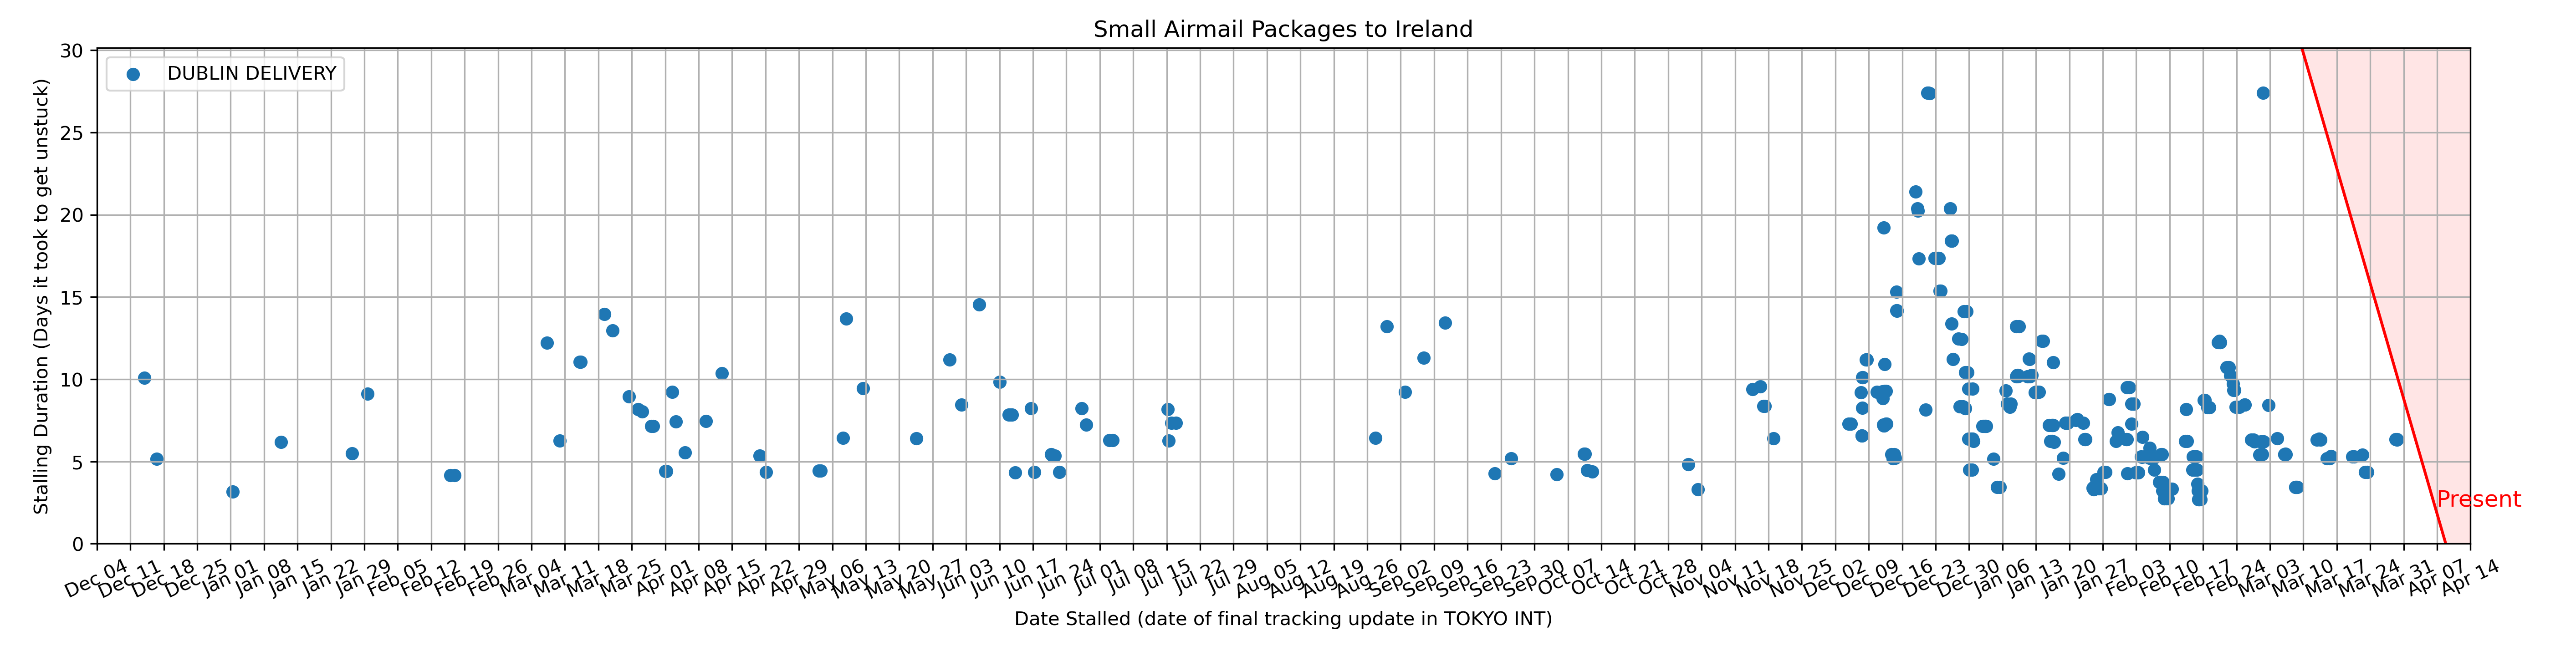 Small Airmail Packages to Ireland
DUBLIN DELIVERY
Stalling Duration (Days it took to get unstuck)
30
25
20
15
10
5
0
Present
Dec 04 Dec 11 Dec 18 Dec 25 Jan 01 Jan 08 Jan 15 Jan 22 Jan 29 Feb 05 Feb 12 Feb 19 Feb 26 Mar 04 Mar 11 Mar 18 Mar 25 Apr 01 Apr 08 Apr 15 Apr 22 Apr 29 May 06 May 13 May 20 May 27 Jun 03 Jun 10 Jun 17 Jun 24 Jul 01 Jul 08 Jul 15 Jul 22 Jul 29 Aug 05 Aug 12 Aug 19 Aug 26 Sep 02 Sep 09 Sep 16 Sep 23 Sep 30 Oct 07 Oct 14 Oct 21 Oct 28 Nov 04 Nov 11 Nov 18 Nov 25 Dec 02 Dec 09 Dec 16 Dec 23 Dec 30 Jan 06 Jan 13 Jan 20 Jan 27 Feb 03 Feb 10 Feb 17 Feb 24 Mar 03 Mar 10 Mar 17 Mar 24 Mar 31 Apr 07 Apr 14
Date Stalled (date of final tracking update in TOKYO INT)